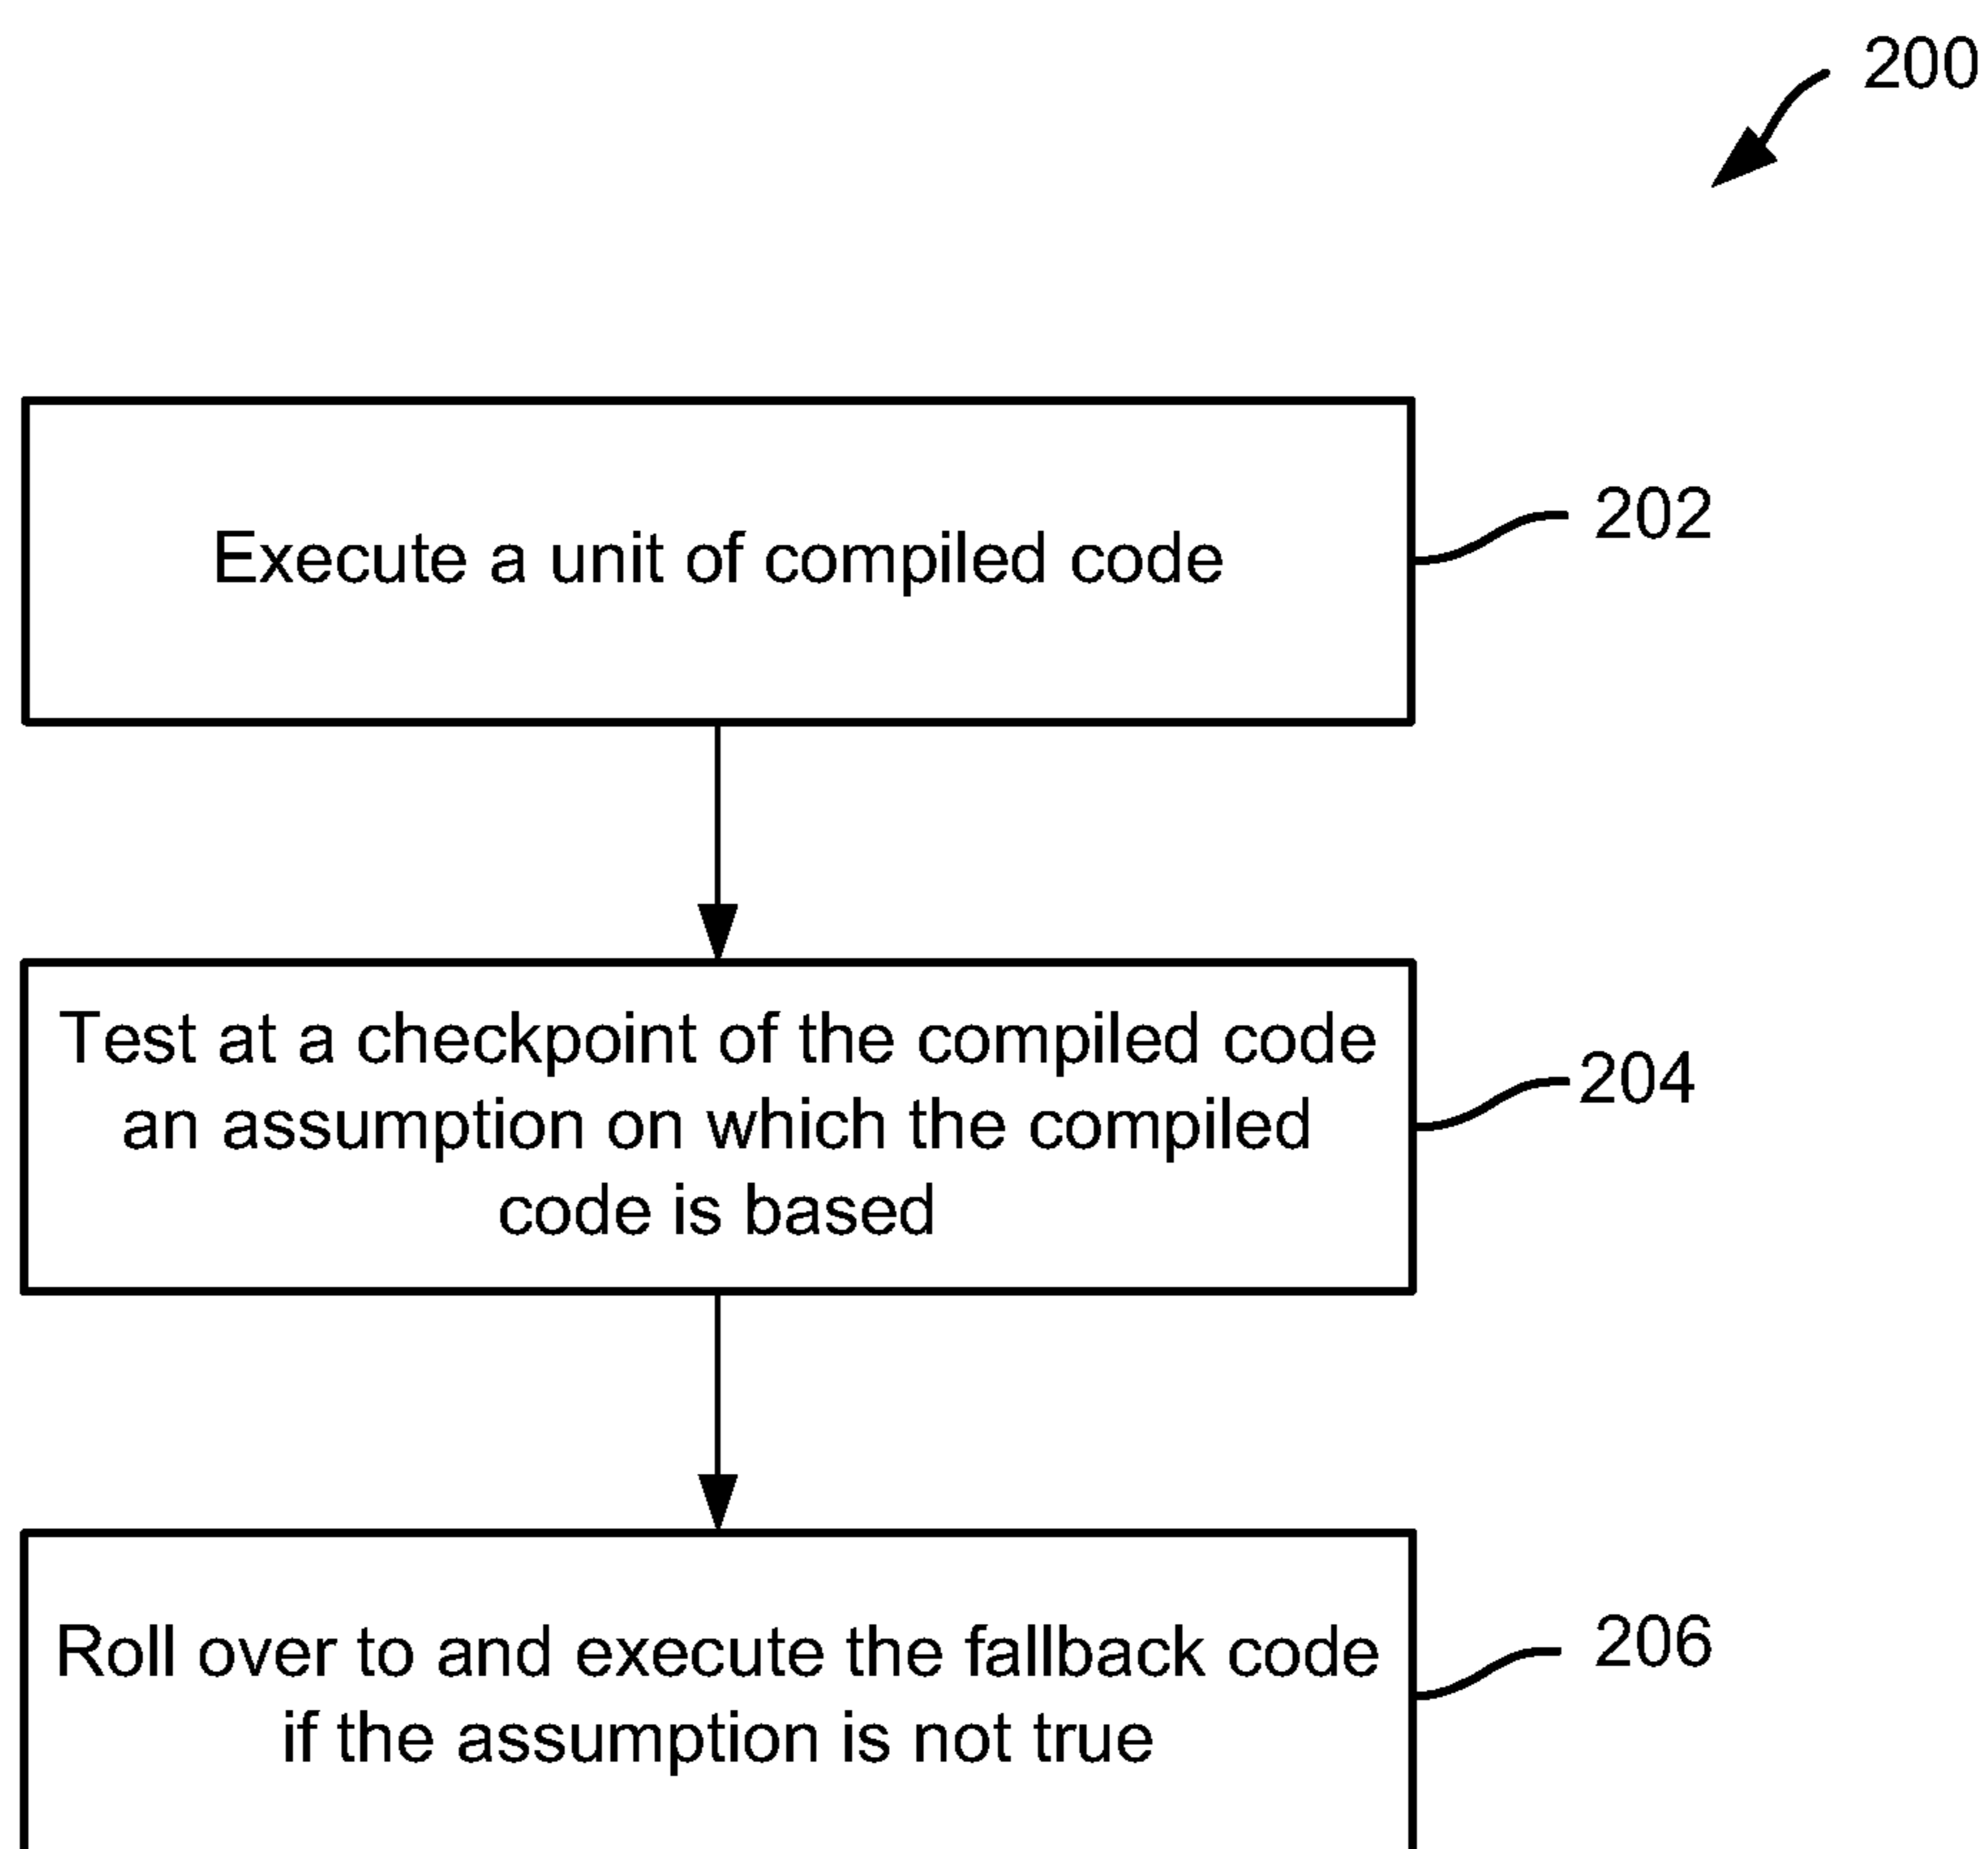 200
Execute a unit of compiled code
202
Test at a checkpoint of the compiled code
an assumption on which the compiled
code is based
204
Roll over to and execute the fallback code
if the assumption is not true
206